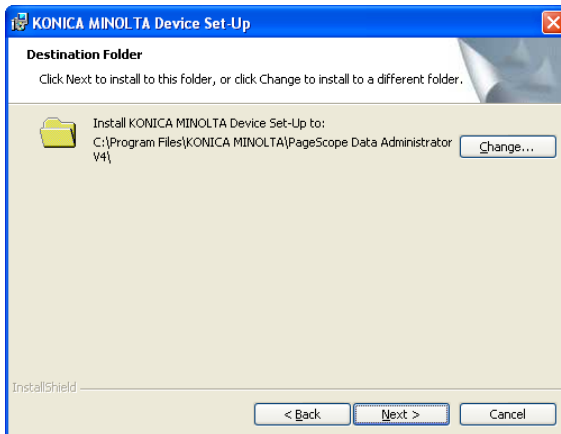 KONICA MINOLTA Device Set-Up
Destination Folder
Click Next to install to this folder, or click Change to install to a different folder.
Install KONICA MINOLTA Device Set-Up to:
C:\Program Files\KONICA MINOLTA\PageScope Data Administrator
V4\
Change...
InstallShield
< Back
Next >
Cancel